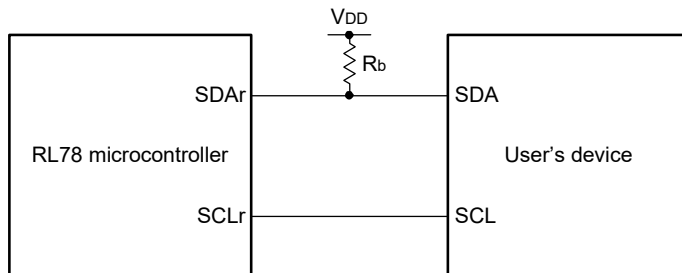 VDD
Rb
SDAr
SDA
RL78 microcontroller
User's device
SCLr
SCL